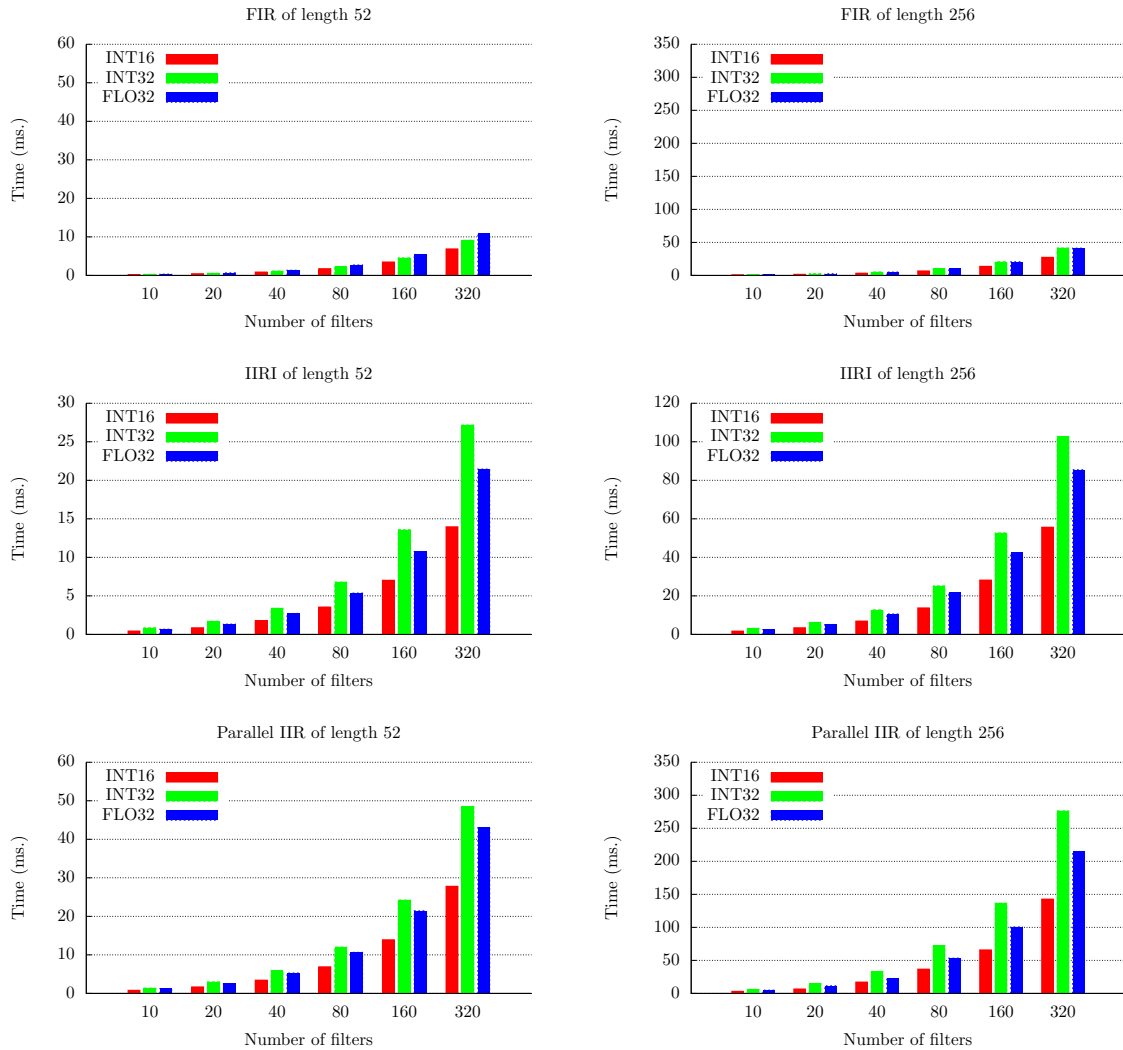 FIR of length 52
60
50
40
30
20
10
0
Time (ms.)
INT16
INT32
FLO32
10 20 40 80 160 320
Number of filters
FIR of length 256
350
300
250
200
150
100
50
0
Time (ms.)
INT16
INT32
FLO32
10 20 40 80 160 320
Number of filters
IIRI of length 52
30
25
20
15
10
5
0
Time (ms.)
INT16
INT32
FLO32
10 20 40 80 160 320
Number of filters
IIRI of length 256
120
100
80
60
40
20
0
Time (ms.)
INT16
INT32
FLO32
10 20 40 80 160 320
Number of filters
Parallel IIR of length 52
60
50
40
30
20
10
0
Time (ms.)
INT16
INT32
FLO32
10 20 40 80 160 320
Number of filters
Parallel IIR of length 256
350
300
250
200
150
100
50
0
Time (ms.)
INT16
INT32
FLO32
10 20 40 80 160 320
Number of filters